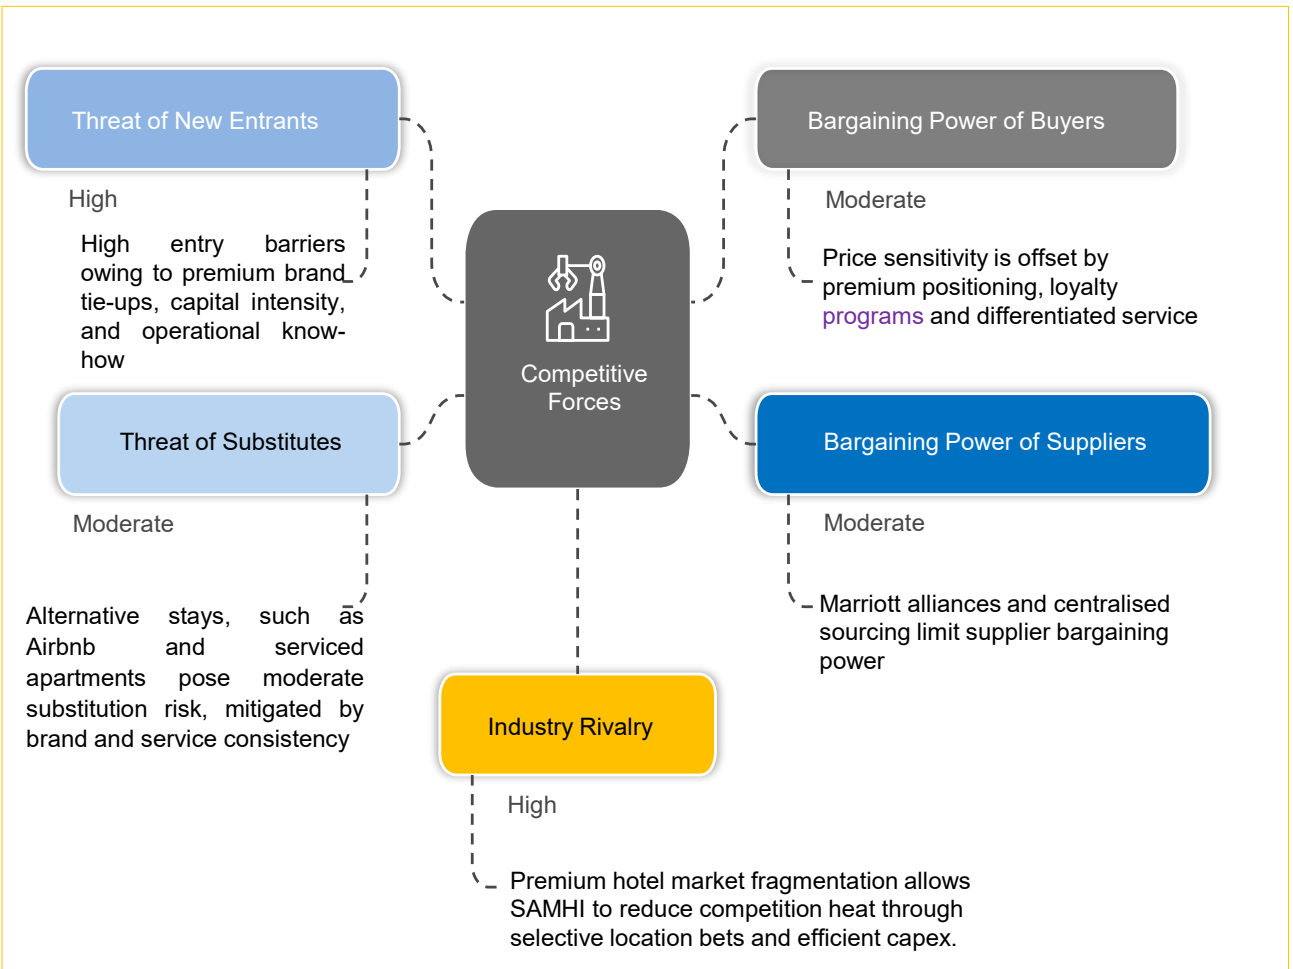 Threat of New Entrants
High
High entry barriers
owing to premium brand
tie-ups, capital intensity,
and operational know-
how
Bargaining Power of Buyers
Moderate
Price sensitivity is offset by
premium positioning, loyalty
programs and differentiated service
Competitive
Forces
Threat of Substitutes
Moderate
Alternative stays, such as
Airbnb and serviced
apartments pose moderate
substitution risk, mitigated by
brand and service consistency
Bargaining Power of Suppliers
Moderate
Marriott alliances and centralised
sourcing limit supplier bargaining
power
Industry Rivalry
High
Premium hotel market fragmentation allows
SAMHI to reduce competition heat through
selective location bets and efficient capex.